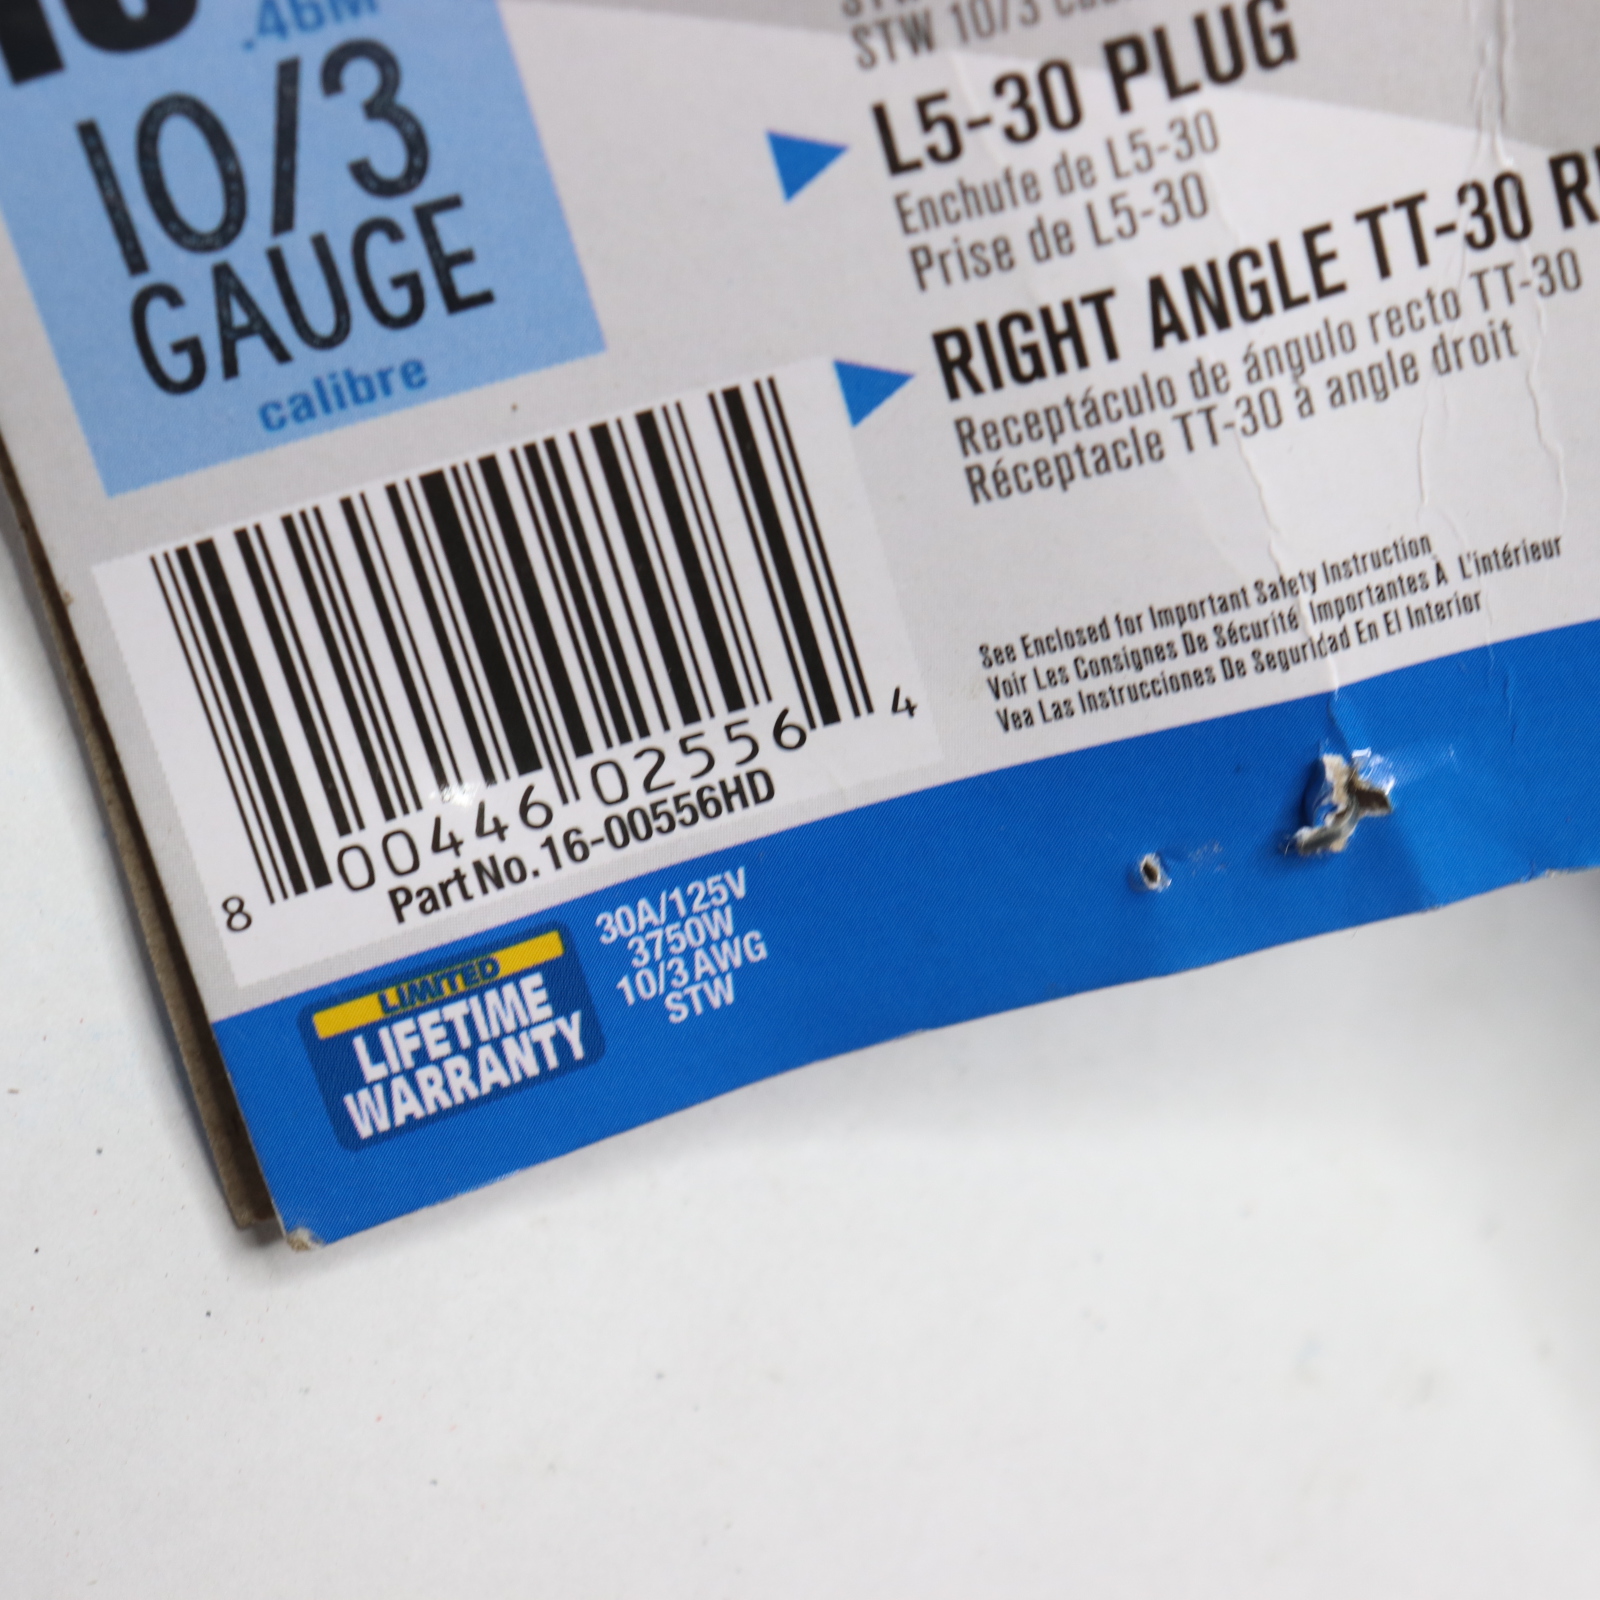 .46M
10/3
GAUGE
calibre
STW 10/3
L5-30 PLUG
Enchufe de L5-30
Prise de L5-30
RIGHT ANGLE TT-30
Receptáculo de ángulo recto TT-30
Réceptacle TT-30 à angle droit
See Enclosed for Important Safety Instruction
Voir Les Consignes De Sécurité Importantes À L'intérieur
Vea Las Instrucciones De Seguridad En El Interior
8 00446 02556 4
Part No. 16-00556HD
LIMITED
LIFETIME
WARRANTY
30A/125V
3750W
10/3 AWG
STW